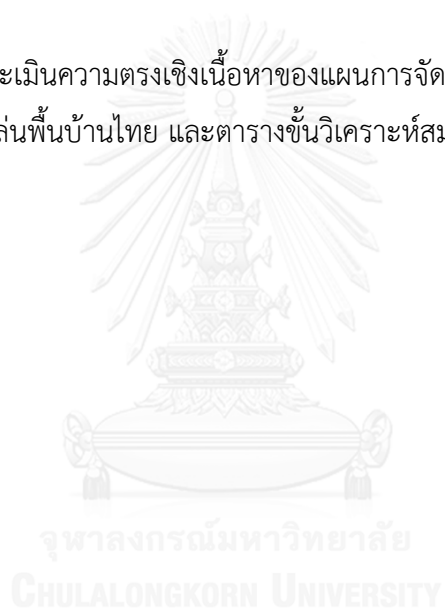 ะเมินความตรงเชิงเนื้อหาของแผนการจัด
ล่นพื้นบ้านไทย และตารางขั้นวิเคราะห์สม
จุฬาลงกรณ์มหาวิทยาลัย
CHULALONGKORN UNIVERSITY